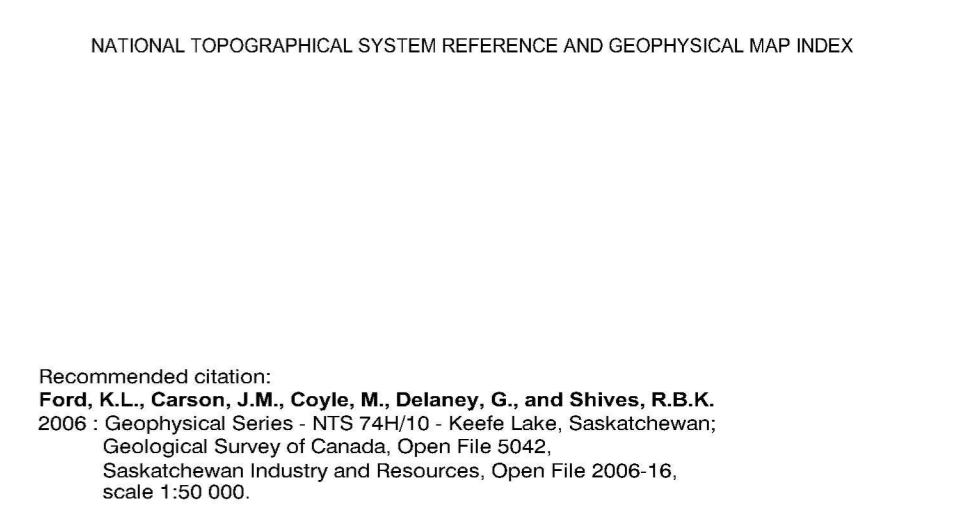 NATIONAL TOPOGRAPHICAL SYSTEM REFERENCE AND GEOPHYSICAL MAP INDEX
Recommended citation:
Ford, K.L., Carson, J.M., Coyle, M., Delaney, G., and Shives, R.B.K.
2006 : Geophysical Series - NTS 74H/10 - Keefe Lake, Saskatchewan;
Geological Survey of Canada, Open File 5042,
Saskatchewan Industry and Resources, Open File 2006-16,
scale 1:50 000.